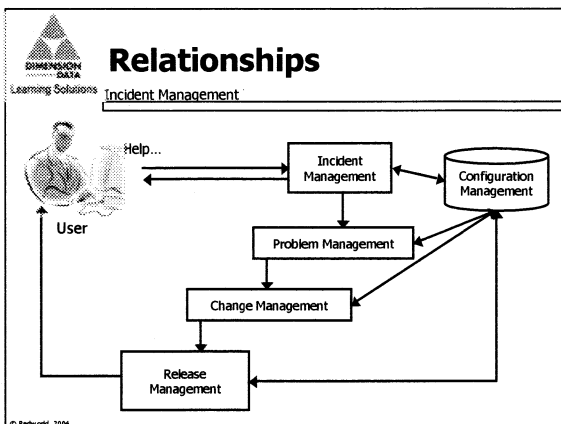 Relationships
DIMENSION
DATA
Learning Solutions
Incident Management
Help...
User
Incident
Management
Configuration
Management
Problem Management
Change Management
Release
Management